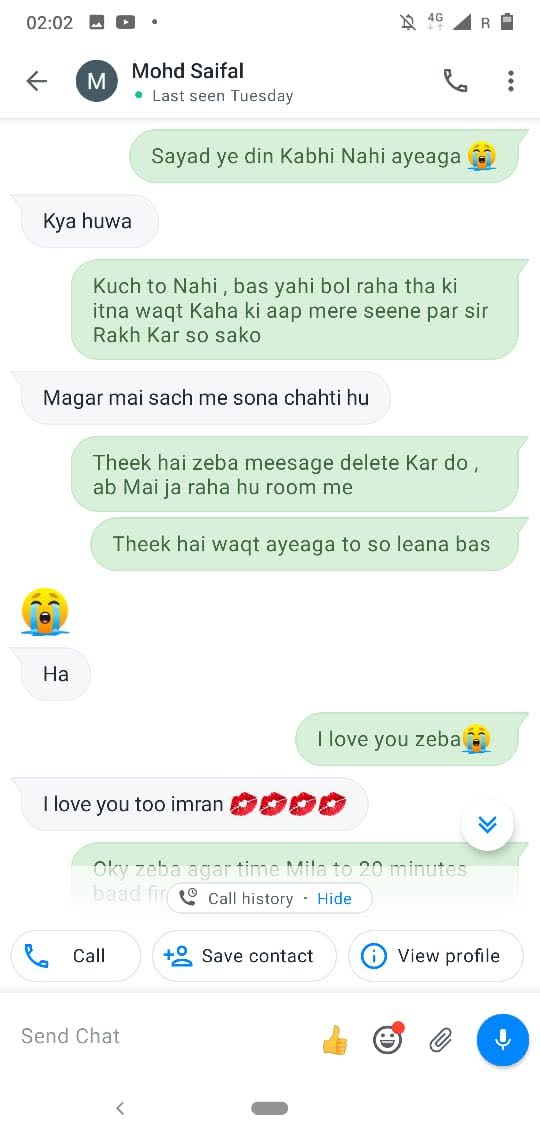 02:02
4G R
M
Mohd Saifal
Last seen Tuesday
Sayad ye din Kabhi Nahi ayeaga 😭
Kya huwa
Kuch to Nahi , bas yahi bol raha tha ki
itna waqt Kaha ki aap mere seene par sir
Rakh Kar so sako
Magar mai sach me sona chahti hu
Theek hai zeba meesage delete Kar do ,
ab Mai ja raha hu room me
Theek hai waqt ayeaga to so leana bas
😭
Ha
I love you zeba😭
I love you too imran 💋💋💋💋
Oky zeba agar time Mila to 20 minutes
baad fir
Call history · Hide
Call
Save contact
View profile
Send Chat